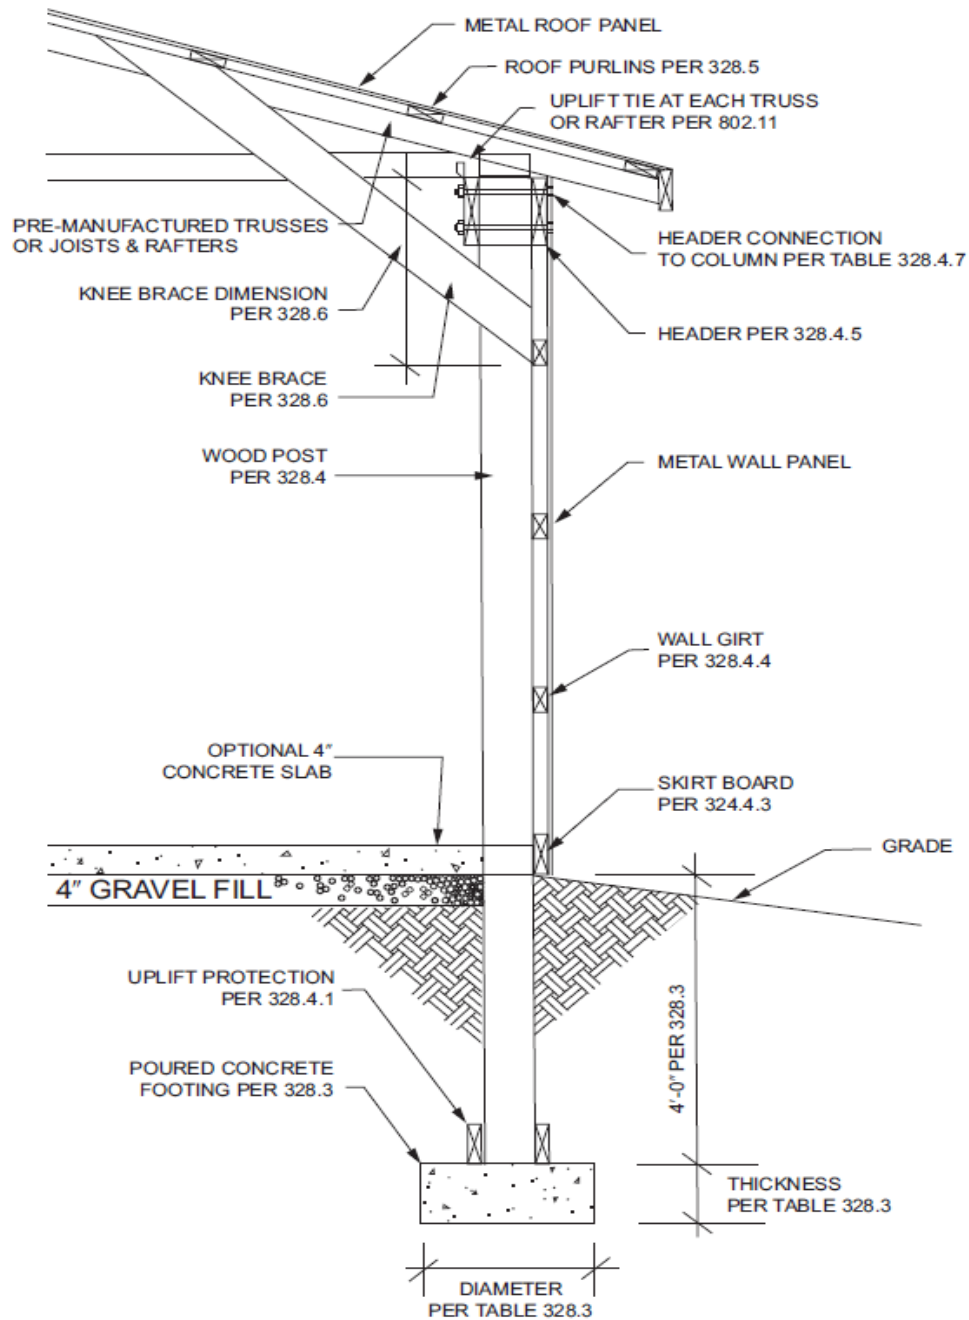 METAL ROOF PANEL
ROOF PURLINS PER 328.5
UPLIFT TIE AT EACH TRUSS
OR RAFTER PER 802.11
PRE-MANUFACTURED TRUSSES
OR JOISTS & RAFTERS
HEADER CONNECTION
TO COLUMN PER TABLE 328.4.7
KNEE BRACE DIMENSION
PER 328.6
HEADER PER 328.4.5
KNEE BRACE
PER 328.6
WOOD POST
PER 328.4
METAL WALL PANEL
WALL GIRT
PER 328.4.4
OPTIONAL 4″
CONCRETE SLAB
SKIRT BOARD
PER 324.4.3
GRADE
4″ GRAVEL FILL
UPLIFT PROTECTION
PER 328.4.1
4′-0″ PER 328.3
POURED CONCRETE
FOOTING PER 328.3
THICKNESS
PER TABLE 328.3
DIAMETER
PER TABLE 328.3